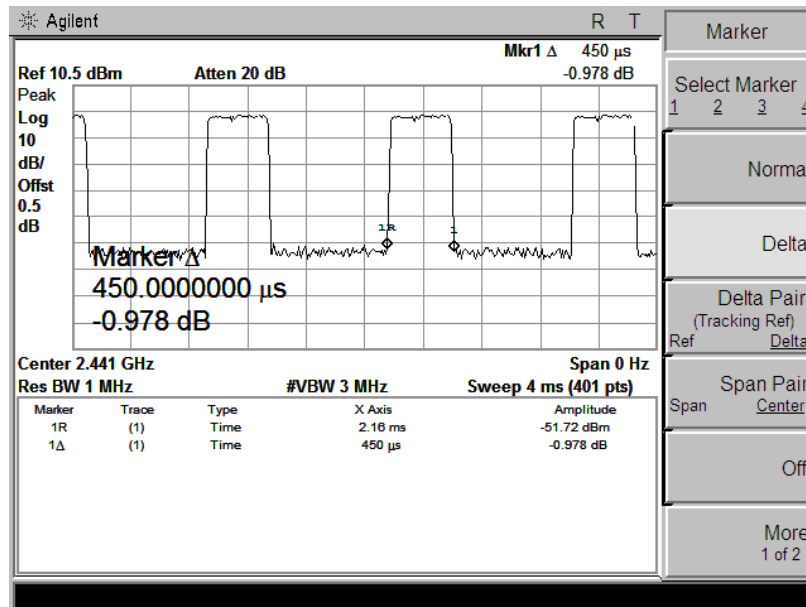 Agilent R T
Mkr1 Δ 450 µs
Ref 10.5 dBm Atten 20 dB -0.978 dB
Peak
Log
10
dB/
Offst
0.5
dB
1R 1
Marker Δ
450.0000000 µs
-0.978 dB
Center 2.441 GHz Span 0 Hz
Res BW 1 MHz #VBW 3 MHz Sweep 4 ms (401 pts)
Marker Trace Type X Axis Amplitude
1R (1) Time 2.16 ms -51.72 dBm
1Δ (1) Time 450 µs -0.978 dB
Marker
Select Marker
1 2 3 4
Norma
Delta
Delta Pair
(Tracking Ref)
Ref Delta
Span Pair
Span Center
Off
More
1 of 2